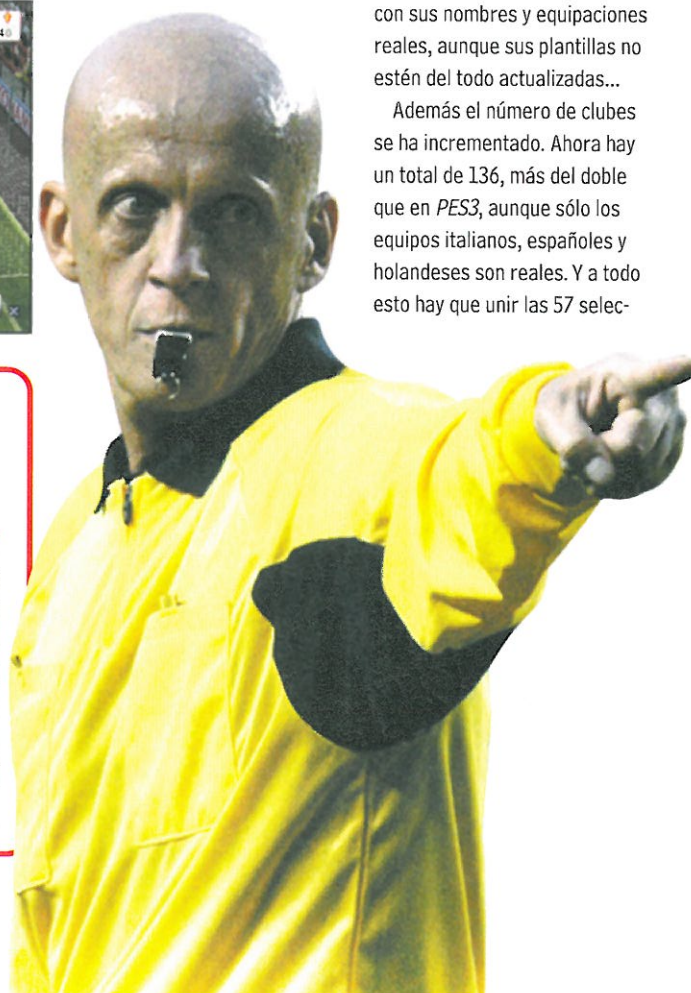 con sus nombres y equipaciones
reales, aunque sus plantillas no
estén del todo actualizadas...
Además el número de clubes
se ha incrementado. Ahora hay
un total de 136, más del doble
que en PES3, aunque sólo los
equipos italianos, españoles y
holandeses son reales. Y a todo
esto hay que unir las 57 selec-